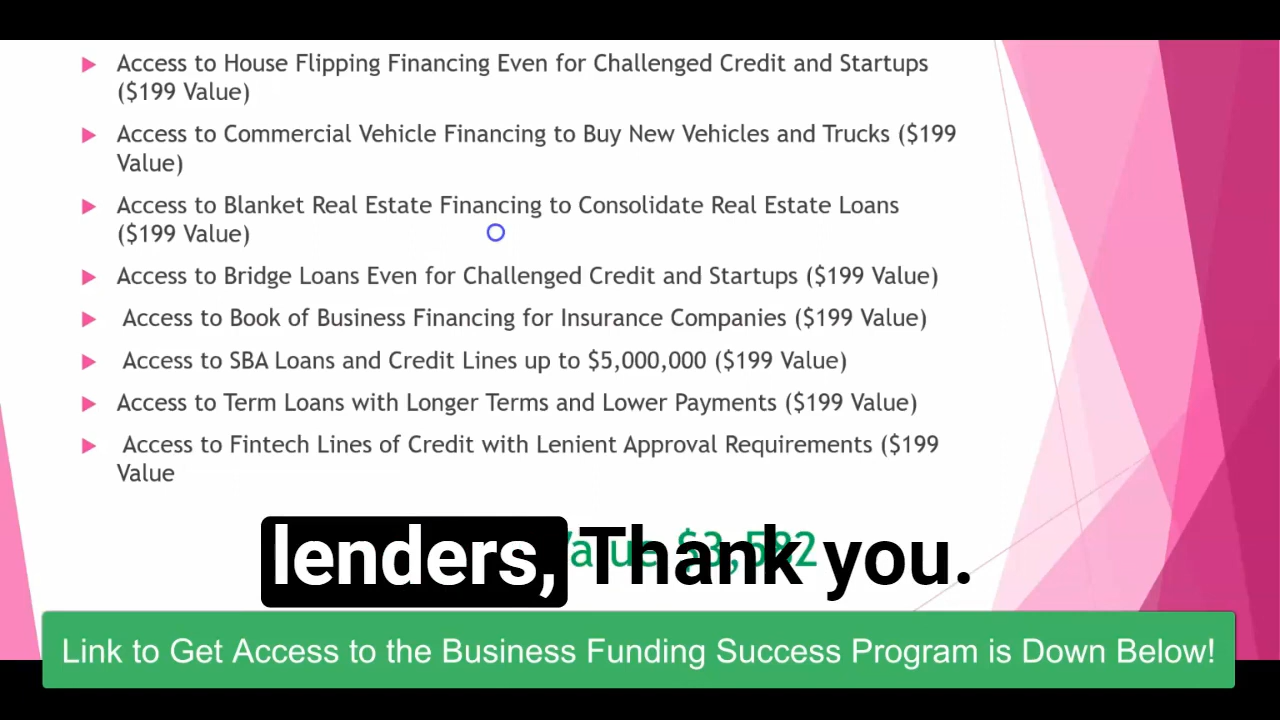 Access to House Flipping Financing Even for Challenged Credit and Startups
($199 Value)
Access to Commercial Vehicle Financing to Buy New Vehicles and Trucks ($199
Value)
Access to Blanket Real Estate Financing to Consolidate Real Estate Loans
($199 Value)
Access to Bridge Loans Even for Challenged Credit and Startups ($199 Value)
Access to Book of Business Financing for Insurance Companies ($199 Value)
Access to SBA Loans and Credit Lines up to $5,000,000 ($199 Value)
Access to Term Loans with Longer Terms and Lower Payments ($199 Value)
Access to Fintech Lines of Credit with Lenient Approval Requirements ($199
Value
Value $3,582
lenders, Thank you.
Link to Get Access to the Business Funding Success Program is Down Below!